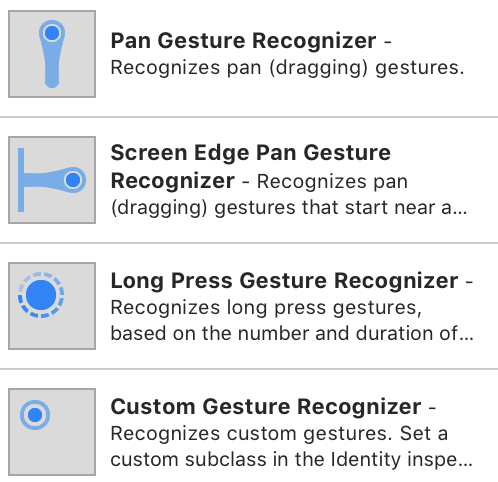 Pan Gesture Recognizer -
Recognizes pan (dragging) gestures.
Screen Edge Pan Gesture
Recognizer - Recognizes pan
(dragging) gestures that start near a...
Long Press Gesture Recognizer -
Recognizes long press gestures,
based on the number and duration of...
Custom Gesture Recognizer -
Recognizes custom gestures. Set a
custom subclass in the Identity inspe...